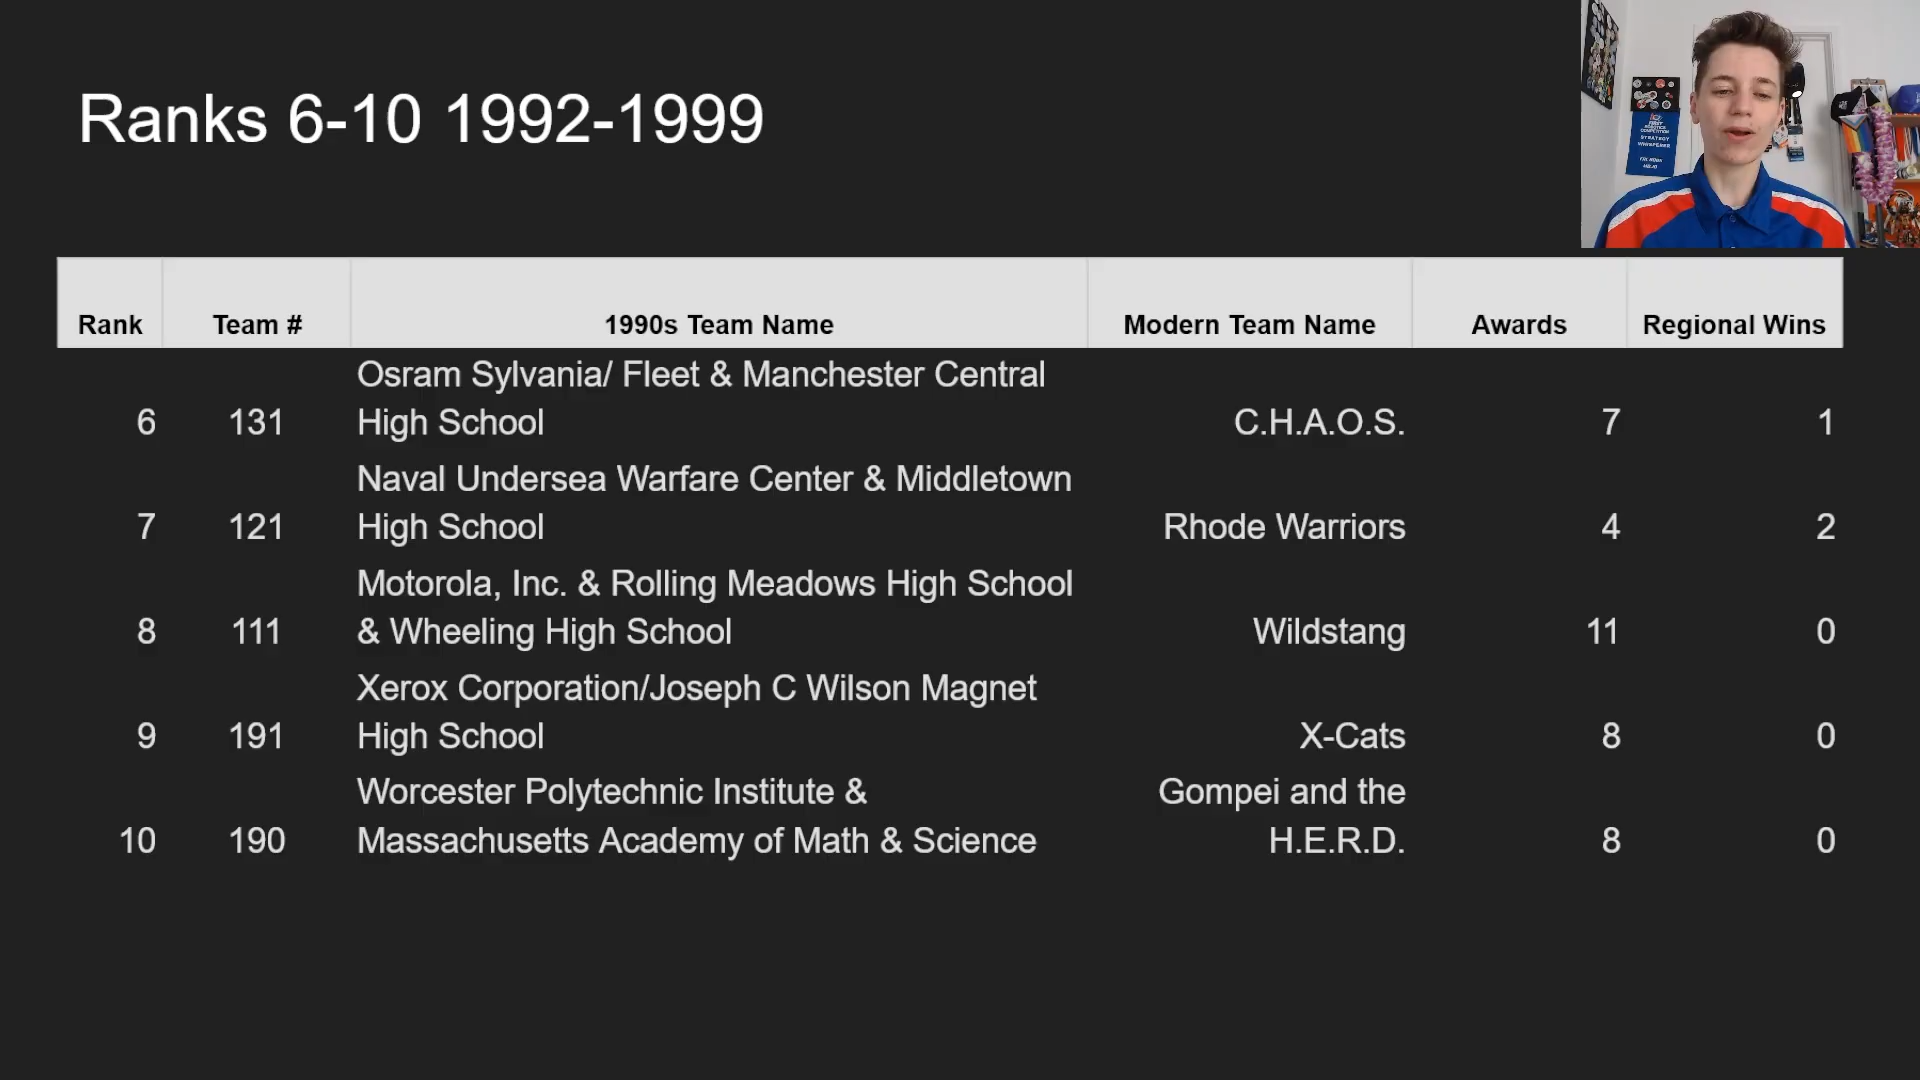 Ranks 6-10 1992-1999
Rank Team # 1990s Team Name Modern Team Name Awards Regional Wins
Osram Sylvania/ Fleet & Manchester Central
6 131 High School C.H.A.O.S. 7 1
Naval Undersea Warfare Center & Middletown
7 121 High School Rhode Warriors 4 2
Motorola, Inc. & Rolling Meadows High School
8 111 & Wheeling High School Wildstang 11 0
Xerox Corporation/Joseph C Wilson Magnet
9 191 High School X-Cats 8 0
Worcester Polytechnic Institute & Gompei and the
10 190 Massachusetts Academy of Math & Science H.E.R.D. 8 0